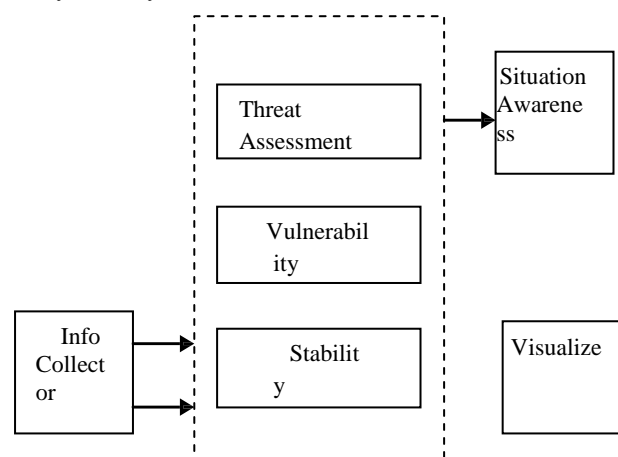 Threat
Assessment
Situation
Awarene
ss
Vulnerabil
ity
Info
Collect
or
Stabilit
y
Visualize